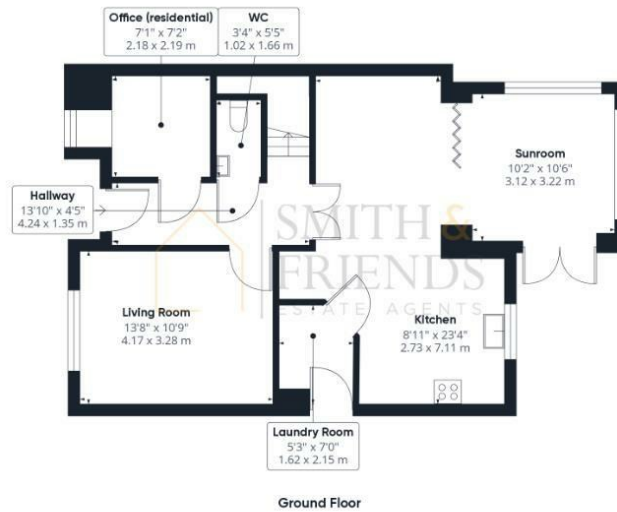 Office (residential)
7'1" x 7'2"
2.18 x 2.19 m
WC
3'4" x 5'5"
1.02 x 1.66 m
Sunroom
10'2" x 10'6"
3.12 x 3.22 m
Hallway
13'10" x 4'5"
4.24 x 1.35 m
SMITH &
FRIENDS
ESTATE AGENTS
Living Room
13'8" x 10'9"
4.17 x 3.28 m
Kitchen
8'11" x 23'4"
2.73 x 7.11 m
Laundry Room
5'3" x 7'0"
1.62 x 2.15 m
Ground Floor